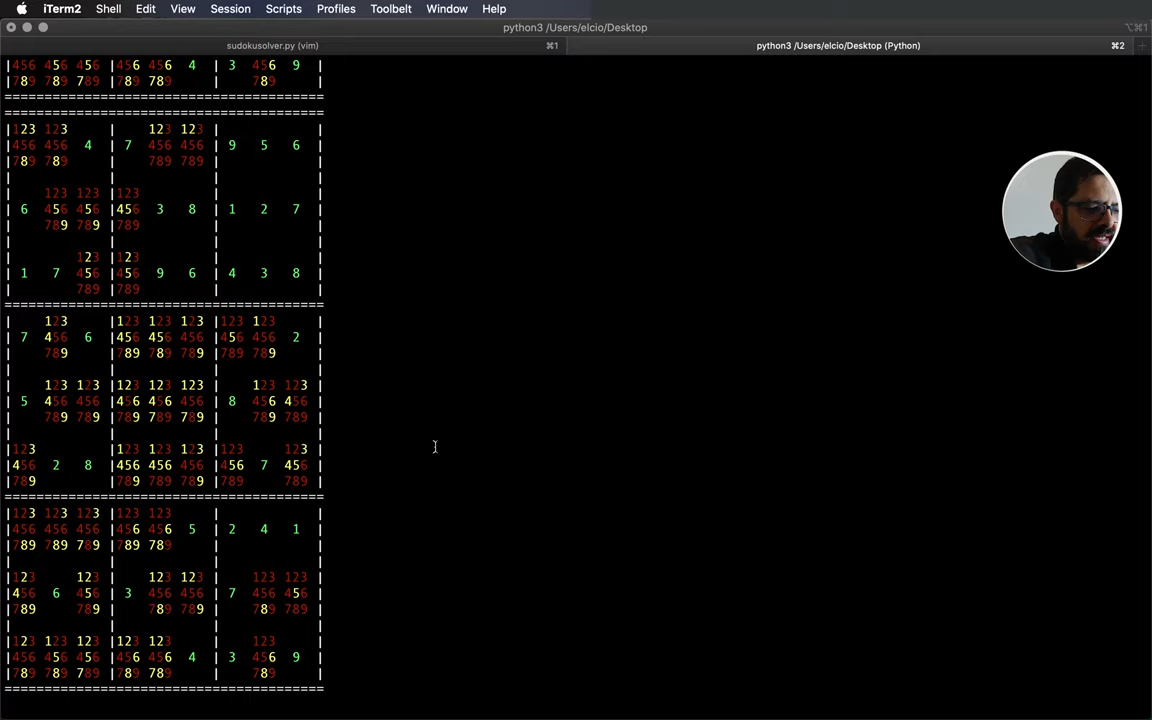 iTerm2 Shell Edit View Session Scripts Profiles Toolbelt Window Help
python3 /Users/elcio/Desktop ⌥⌘1
sudokusolver.py (vim) ⌘1 python3 /Users/elcio/Desktop (Python) ⌘2 +
|456 456 456 |456 456  4  | 3  456  9  |
|789 789 789 |789 789     |    789     |
========================================
========================================
|123 123     |    123 123 |            |
|456 456  4  | 7  456 456 | 9   5   6  |
|789 789     |    789 789 |            |
|            |            |            |
|    123 123 |123         |            |
| 6  456 456 |456  3   8  | 1   2   7  |
|    789 789 |789         |            |
|            |            |            |
|        123 |123         |            |
| 1   7  456 |456  9   6  | 4   3   8  |
|        789 |789         |            |
========================================
|    123     |123 123 123 |123 123     |
| 7  456  6  |456 456 456 |456 456  2  |
|    789     |789 789 789 |789 789     |
|            |            |            |
|    123 123 |123 123 123 |    123 123 |
| 5  456 456 |456 456 456 | 8  456 456 |
|    789 789 |789 789 789 |    789 789 |
|            |            |            |
|123         |123 123 123 |123     123 |
|456  2   8  |456 456 456 |456  7  456 |
|789         |789 789 789 |789     789 |
========================================
|123 123 123 |123 123     |            |
|456 456 456 |456 456  5  | 2   4   1  |
|789 789 789 |789 789     |            |
|            |            |            |
|123     123 |    123 123 |    123 123 |
|456  6  456 | 3  456 456 | 7  456 456 |
|789     789 |    789 789 |    789 789 |
|            |            |            |
|123 123 123 |123 123     |    123     |
|456 456 456 |456 456  4  | 3  456  9  |
|789 789 789 |789 789     |    789     |
========================================